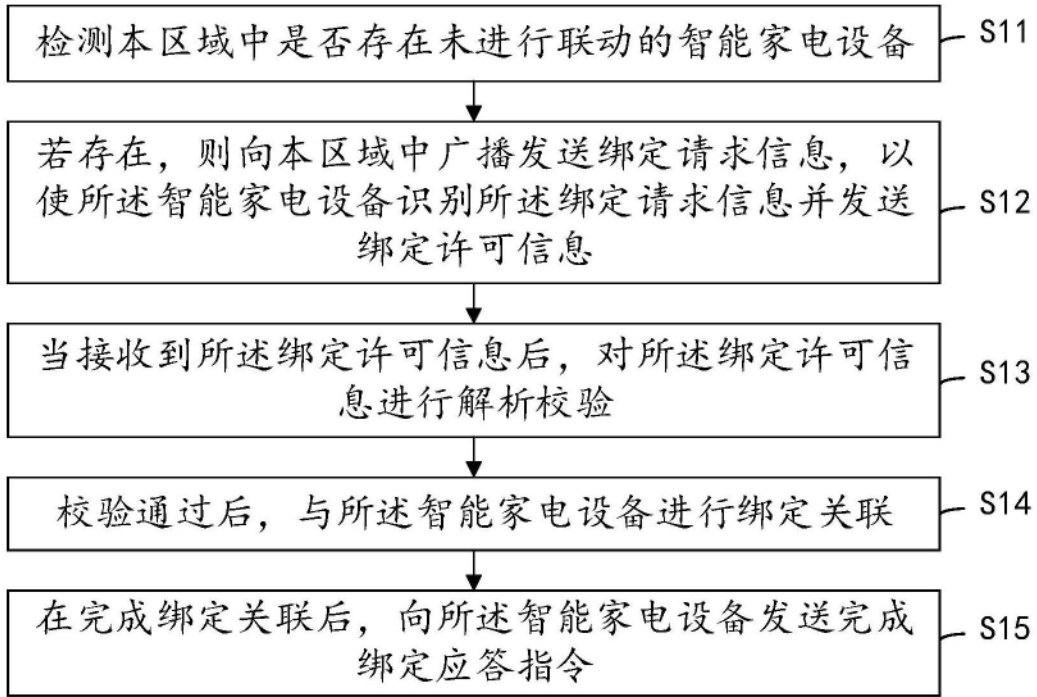 检测本区域中是否存在未进行联动的智能家电设备
S11
若存在，则向本区域中广播发送绑定请求信息，以
使所述智能家电设备识别所述绑定请求信息并发送
绑定许可信息
S12
当接收到所述绑定许可信息后，对所述绑定许可信
息进行解析校验
S13
校验通过后，与所述智能家电设备进行绑定关联
S14
在完成绑定关联后，向所述智能家电设备发送完成
绑定应答指令
S15